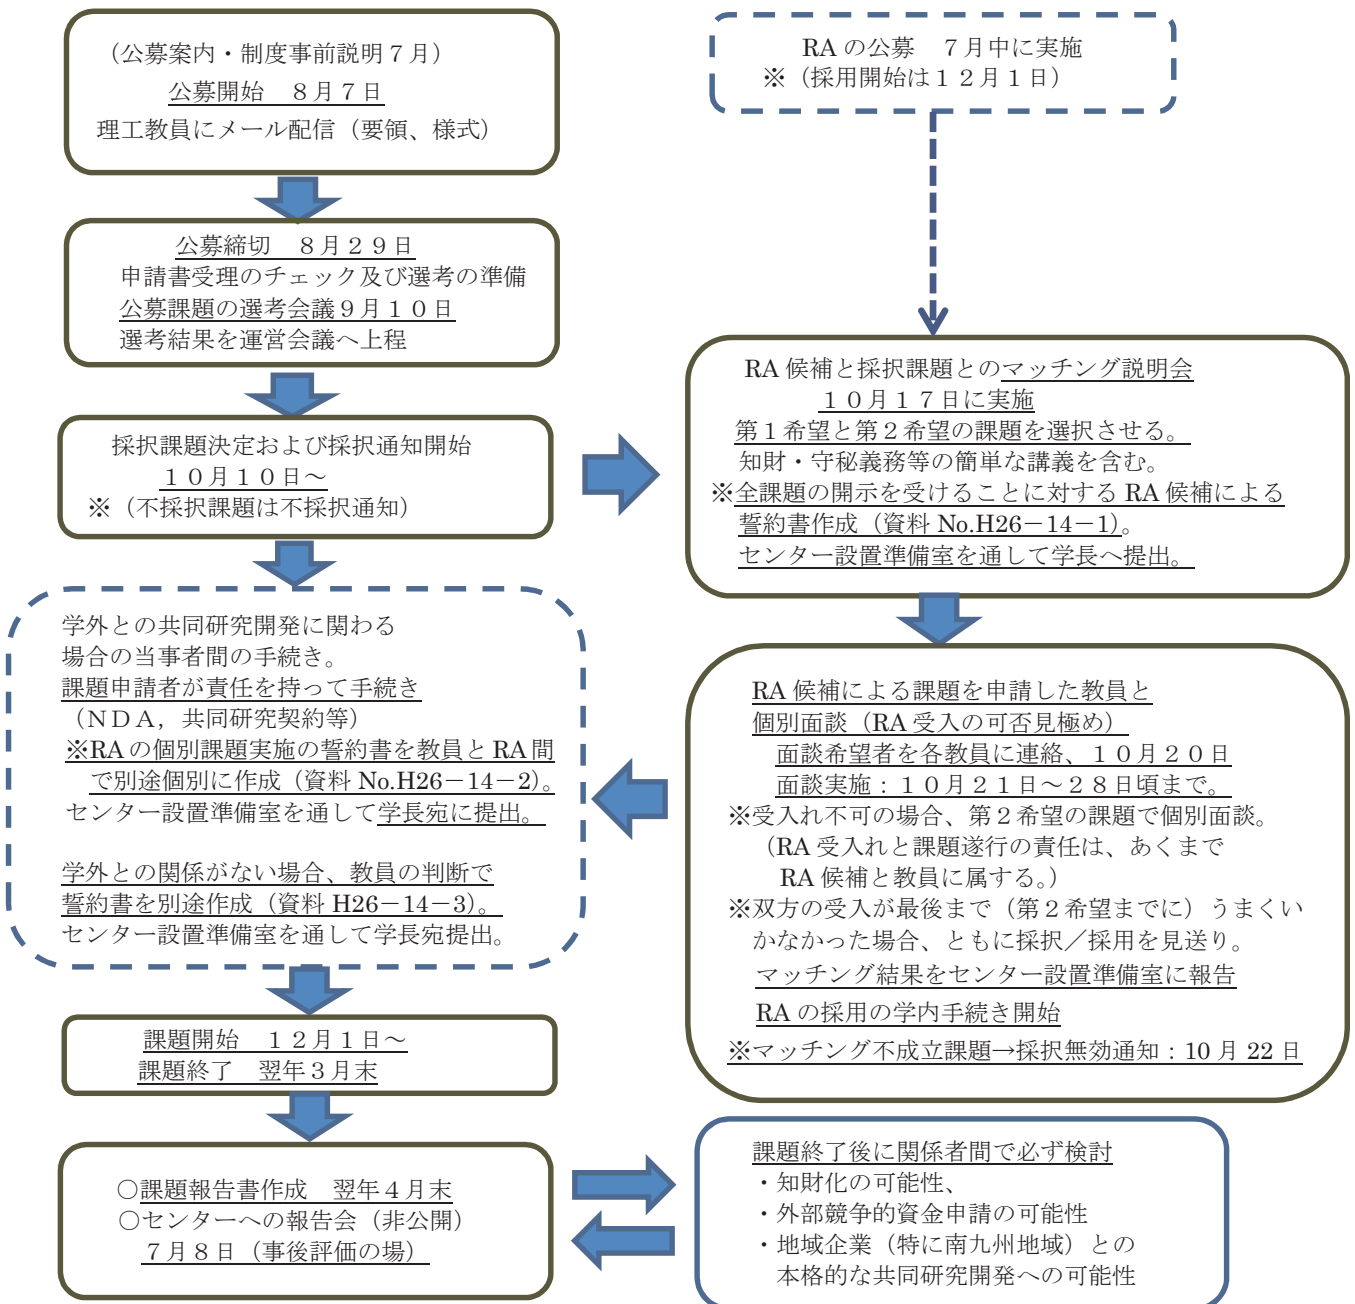 （公募案内・制度事前説明７月）
公募開始　８月７日
理工教員にメール配信（要領、様式）
RA の公募　７月中に実施
※（採用開始は１２月１日）
公募締切　８月２９日
申請書受理のチェック及び選考の準備
公募課題の選考会議９月１０日
選考結果を運営会議へ上程
採択課題決定および採択通知開始
１０月１０日～
※（不採択課題は不採択通知）
RA 候補と採択課題とのマッチング説明会
１０月１７日に実施
第１希望と第２希望の課題を選択させる。
知財・守秘義務等の簡単な講義を含む。
※全課題の開示を受けることに対する RA 候補による
誓約書作成（資料 No.H26－14－1）。
センター設置準備室を通して学長へ提出。
学外との共同研究開発に関わる
場合の当事者間の手続き。
課題申請者が責任を持って手続き
（ＮＤＡ，共同研究契約等）
※RA の個別課題実施の誓約書を教員と RA 間
で別途個別に作成（資料 No.H26－14－2）。
センター設置準備室を通して学長宛に提出。
学外との関係がない場合、教員の判断で
誓約書を別途作成（資料 H26－14－3）。
センター設置準備室を通して学長宛提出。
RA 候補による課題を申請した教員と
個別面談（RA 受入の可否見極め）
面談希望者を各教員に連絡、１０月２０日
面談実施：１０月２１日～２８日頃まで。
※受入れ不可の場合、第２希望の課題で個別面談。
（RA 受入れと課題遂行の責任は、あくまで
RA 候補と教員に属する。）
※双方の受入が最後まで（第２希望までに）うまくい
かなかった場合、ともに採択／採用を見送り。
マッチング結果をセンター設置準備室に報告
RA の採用の学内手続き開始
※マッチング不成立課題→採択無効通知：10 月 22 日
課題開始　１２月１日～
課題終了　翌年３月末
○課題報告書作成　翌年４月末
○センターへの報告会（非公開）
７月８日（事後評価の場）
課題終了後に関係者間で必ず検討
・知財化の可能性、
・外部競争的資金申請の可能性
・地域企業（特に南九州地域）との
本格的な共同研究開発への可能性